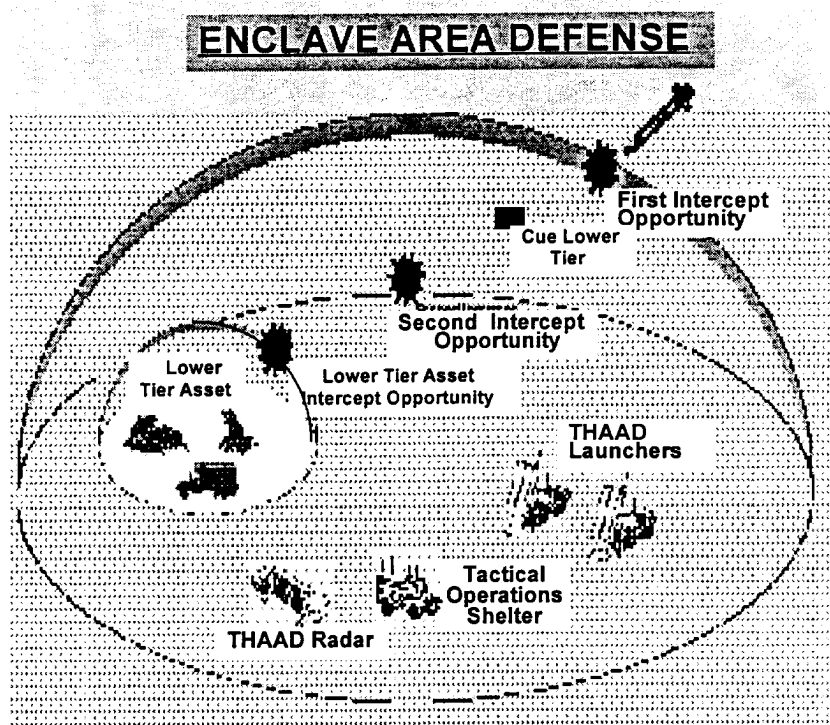 ENCLAVE AREA DEFENSE
First Intercept
Opportunity
Cue Lower
Tier
Second Intercept
Opportunity
Lower
Tier Asset
Lower Tier Asset
Intercept Opportunity
THAAD
Launchers
Tactical
Operations
Shelter
THAAD Radar